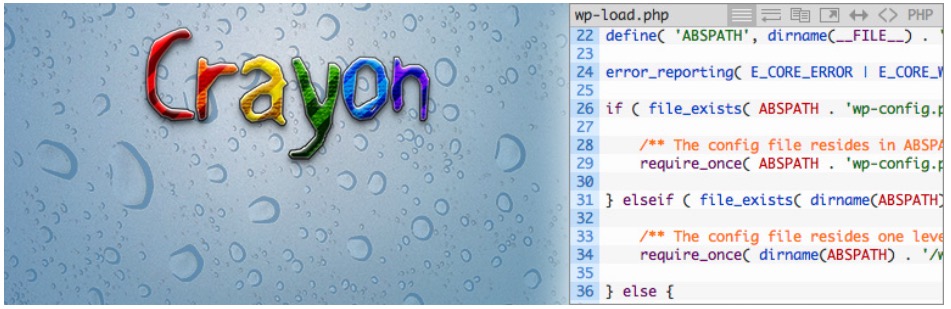 Crayon
wp-load.php PHP
22 define( 'ABSPATH', dirname(__FILE__) . '
23
24 error_reporting( E_CORE_ERROR | E_CORE_W
25
26 if ( file_exists( ABSPATH . 'wp-config.p
27
28 /** The config file resides in ABSPA
29 require_once( ABSPATH . 'wp-config.p
30
31 } elseif ( file_exists( dirname(ABSPATH)
32
33 /** The config file resides one leve
34 require_once( dirname(ABSPATH) . '/w
35
36 } else {